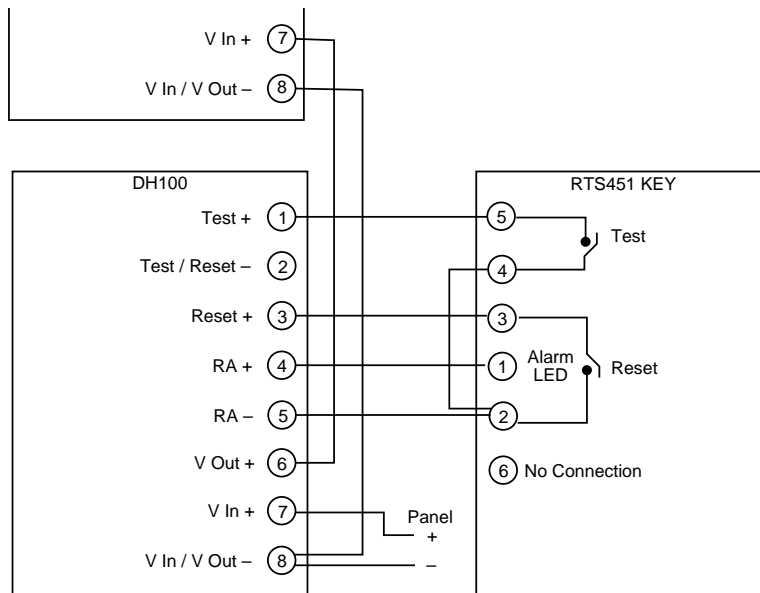 V In + 7
V In / V Out – 8
DH100
Test + 1
Test / Reset – 2
Reset + 3
RA + 4
RA – 5
V Out + 6
V In + 7
V In / V Out – 8
Panel
+
–
RTS451 KEY
5
Test
4
3
1 Alarm
LED
Reset
2
6 No Connection